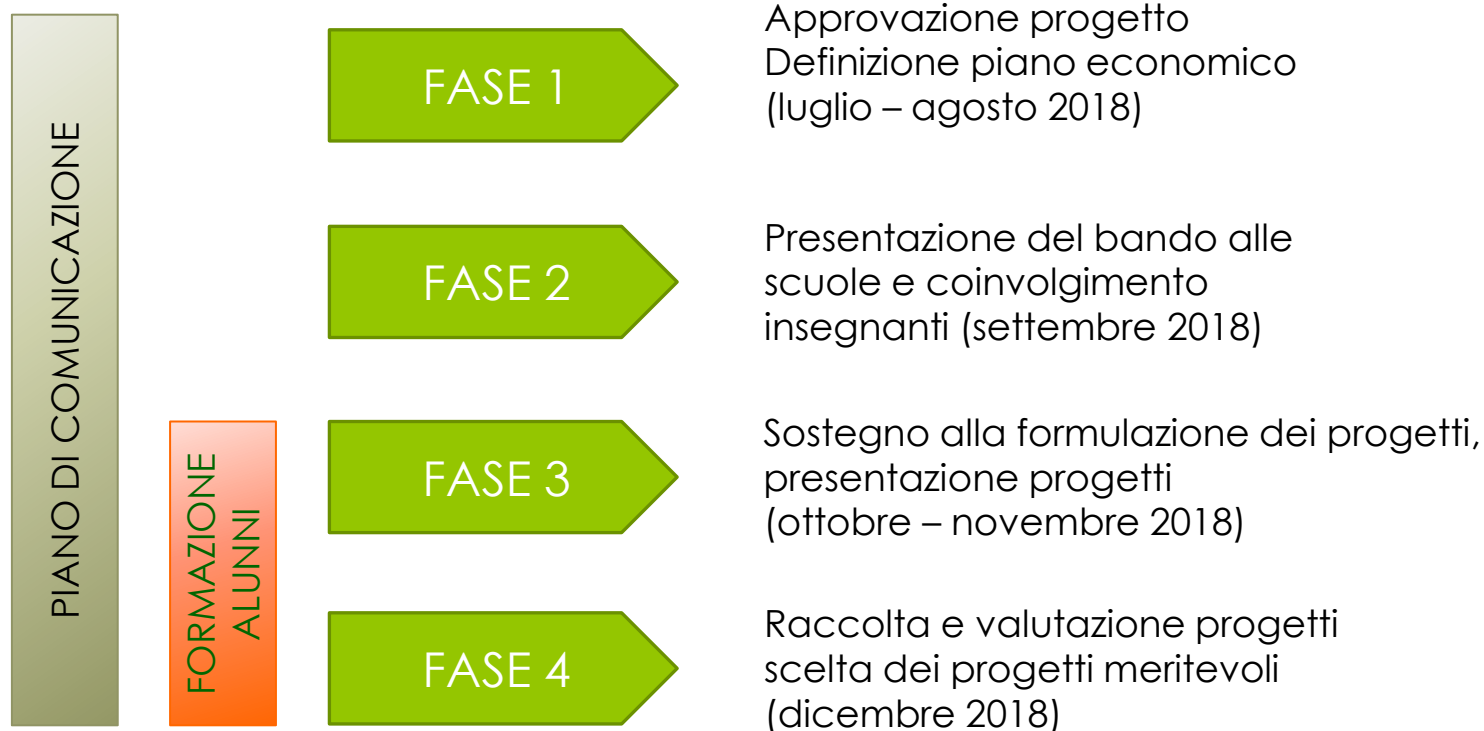 PIANO DI COMUNICAZIONE
FORMAZIONE
ALUNNI
FASE 1
Approvazione progetto
Definizione piano economico
(luglio – agosto 2018)
FASE 2
Presentazione del bando alle
scuole e coinvolgimento
insegnanti (settembre 2018)
FASE 3
Sostegno alla formulazione dei progetti,
presentazione progetti
(ottobre – novembre 2018)
FASE 4
Raccolta e valutazione progetti
scelta dei progetti meritevoli
(dicembre 2018)